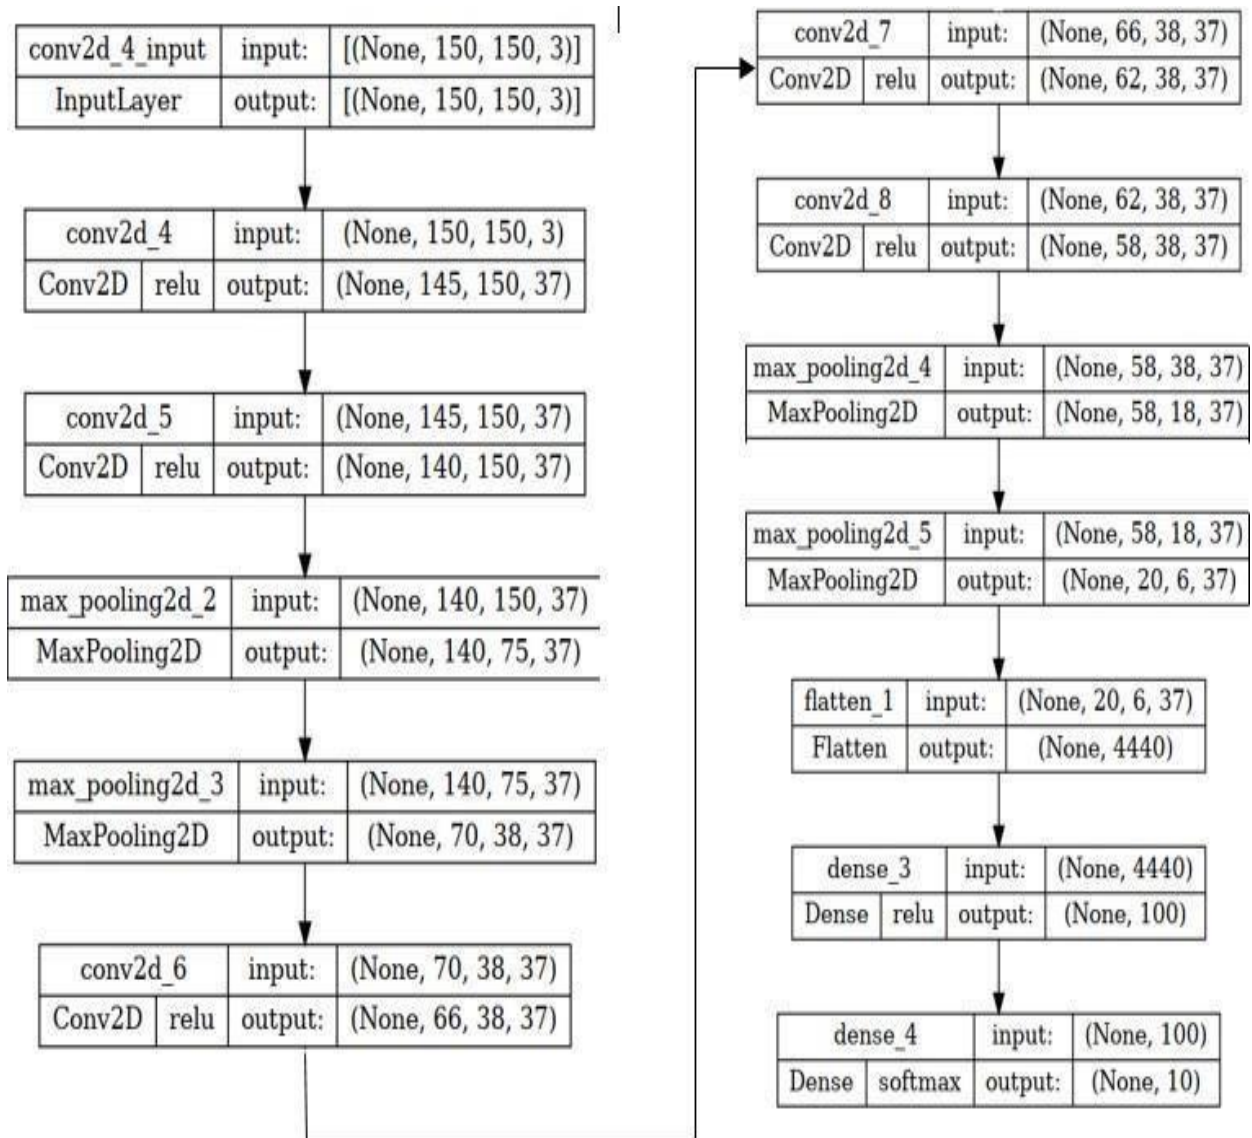 conv2d_4_input input: [(None, 150, 150, 3)]
InputLayer output: [(None, 150, 150, 3)]
conv2d_4 input: (None, 150, 150, 3)
Conv2D relu output: (None, 145, 150, 37)
conv2d_5 input: (None, 145, 150, 37)
Conv2D relu output: (None, 140, 150, 37)
max_pooling2d_2 input: (None, 140, 150, 37)
MaxPooling2D output: (None, 140, 75, 37)
max_pooling2d_3 input: (None, 140, 75, 37)
MaxPooling2D output: (None, 70, 38, 37)
conv2d_6 input: (None, 70, 38, 37)
Conv2D relu output: (None, 66, 38, 37)
conv2d_7 input: (None, 66, 38, 37)
Conv2D relu output: (None, 62, 38, 37)
conv2d_8 input: (None, 62, 38, 37)
Conv2D relu output: (None, 58, 38, 37)
max_pooling2d_4 input: (None, 58, 38, 37)
MaxPooling2D output: (None, 58, 18, 37)
max_pooling2d_5 input: (None, 58, 18, 37)
MaxPooling2D output: (None, 20, 6, 37)
flatten_1 input: (None, 20, 6, 37)
Flatten output: (None, 4440)
dense_3 input: (None, 4440)
Dense relu output: (None, 100)
dense_4 input: (None, 100)
Dense softmax output: (None, 10)